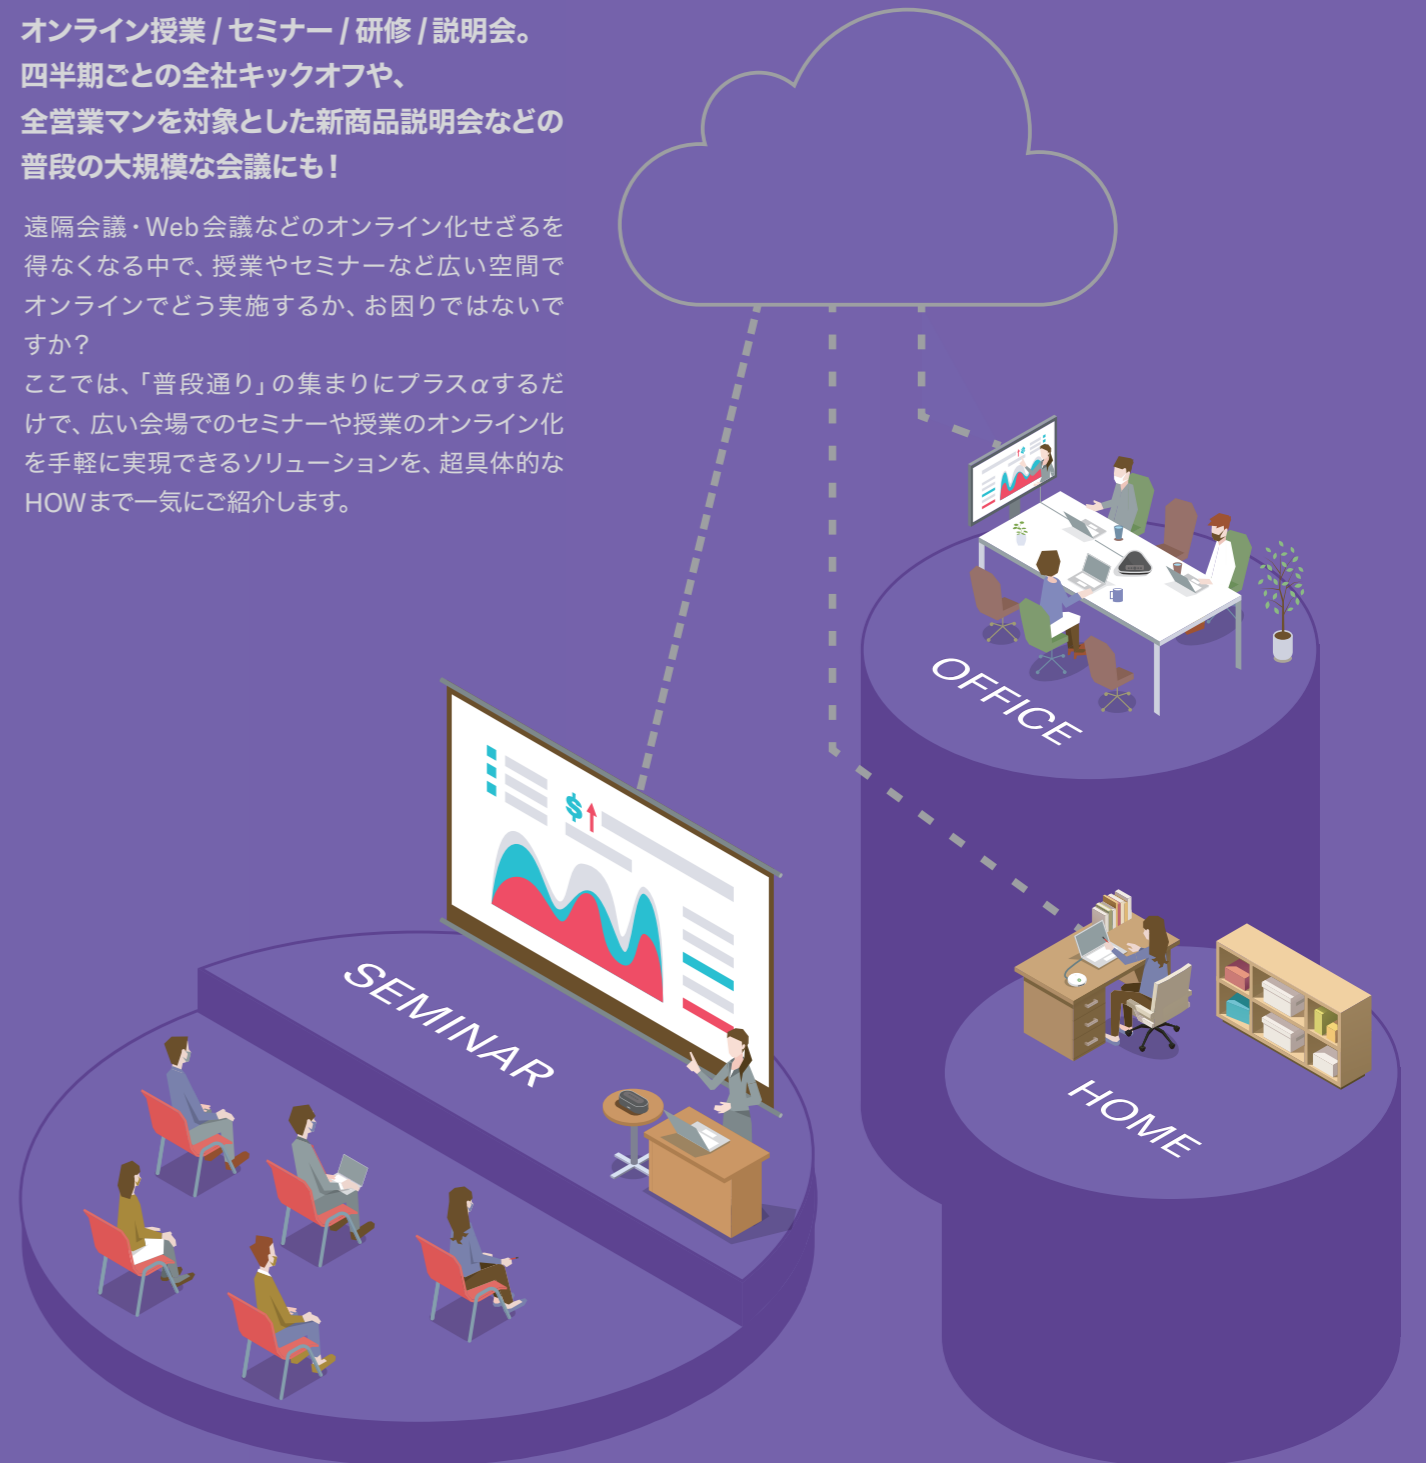 オンライン授業 / セミナー / 研修 / 説明会。
四半期ごとの全社キックオフや、
全営業マンを対象とした新商品説明会などの
普段の大規模な会議にも!
遠隔会議・Web会議などのオンライン化せざるを
得なくなる中で、授業やセミナーなど広い空間で
オンラインでどう実施するか、お困りではないで
すか?
ここでは、「普段通り」の集まりにプラスαするだ
けで、広い会場でのセミナーや授業のオンライン化
を手軽に実現できるソリューションを、超具体的な
HOWまで一気にご紹介します。
$
OFFICE
$
SEMINAR
HOME